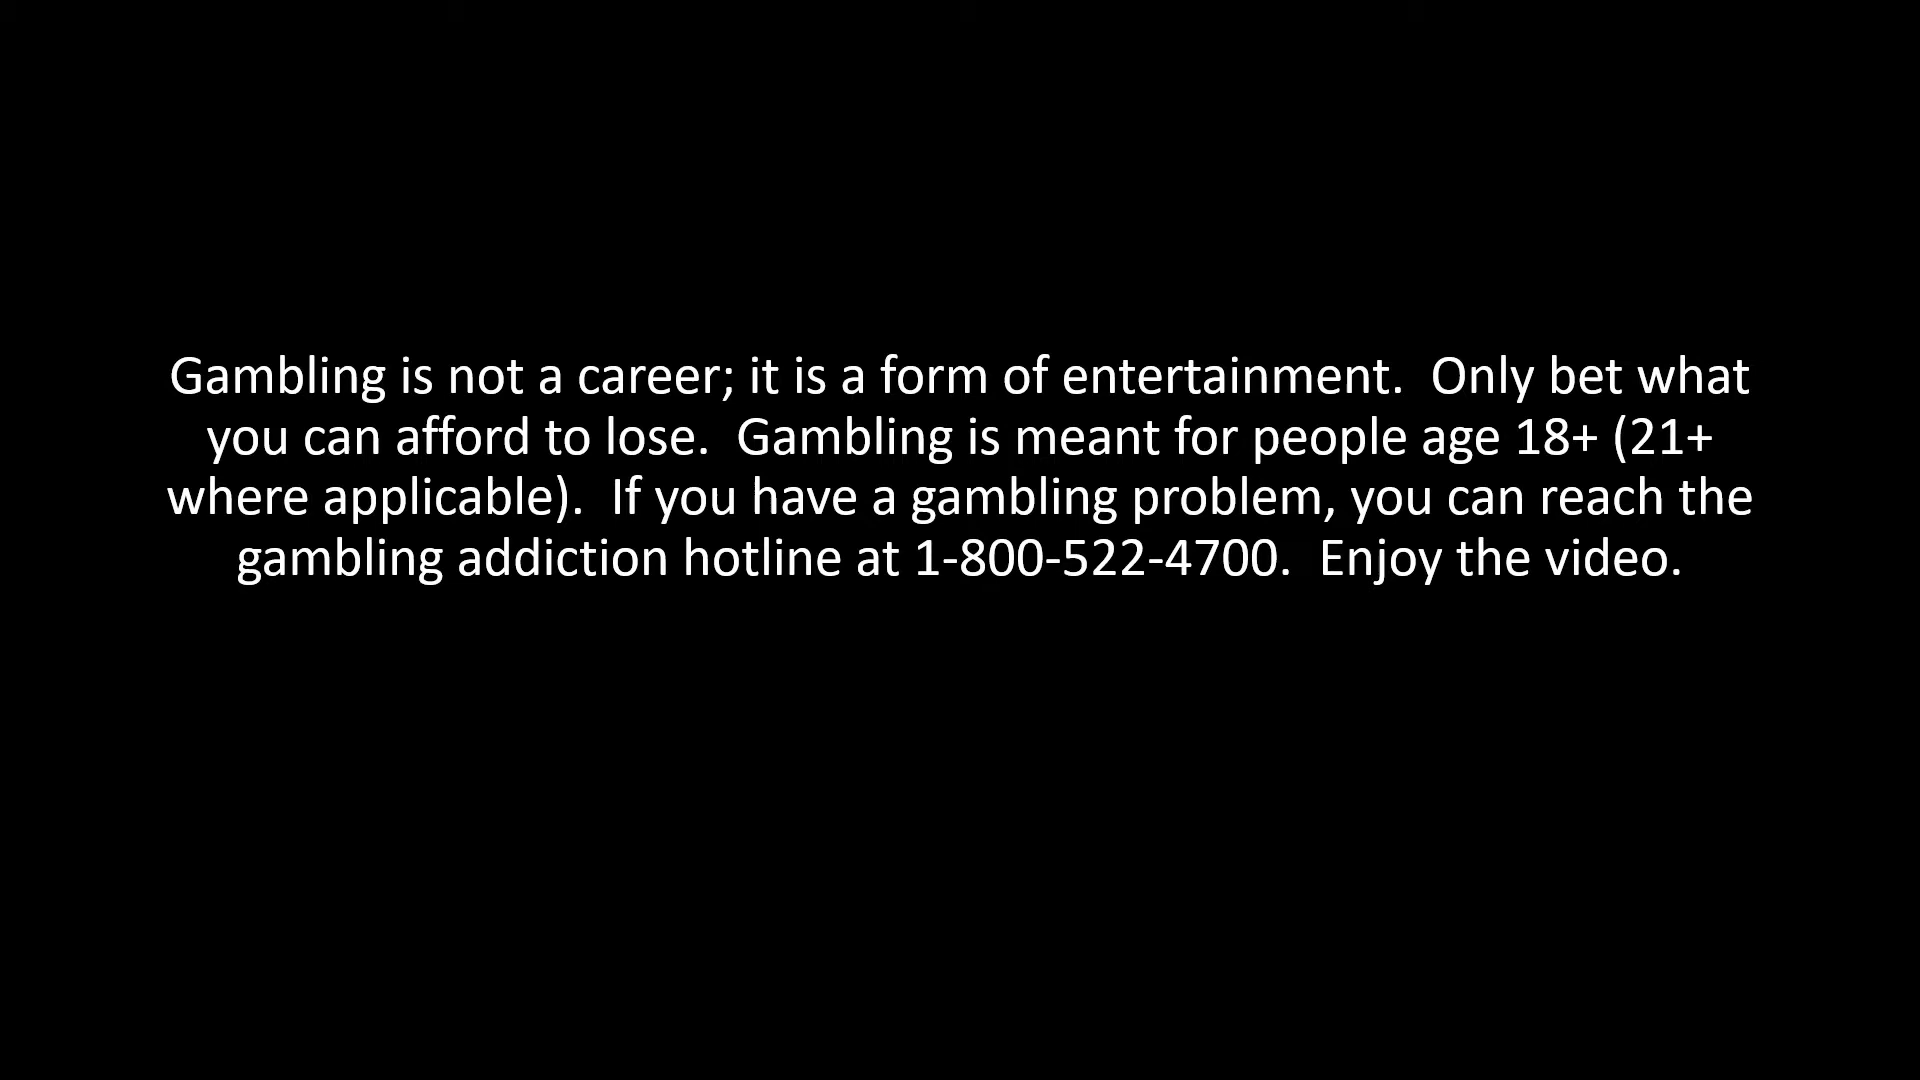 Gambling is not a career; it is a form of entertainment.  Only bet what
you can afford to lose.  Gambling is meant for people age 18+ (21+
where applicable).  If you have a gambling problem, you can reach the
gambling addiction hotline at 1-800-522-4700.  Enjoy the video.